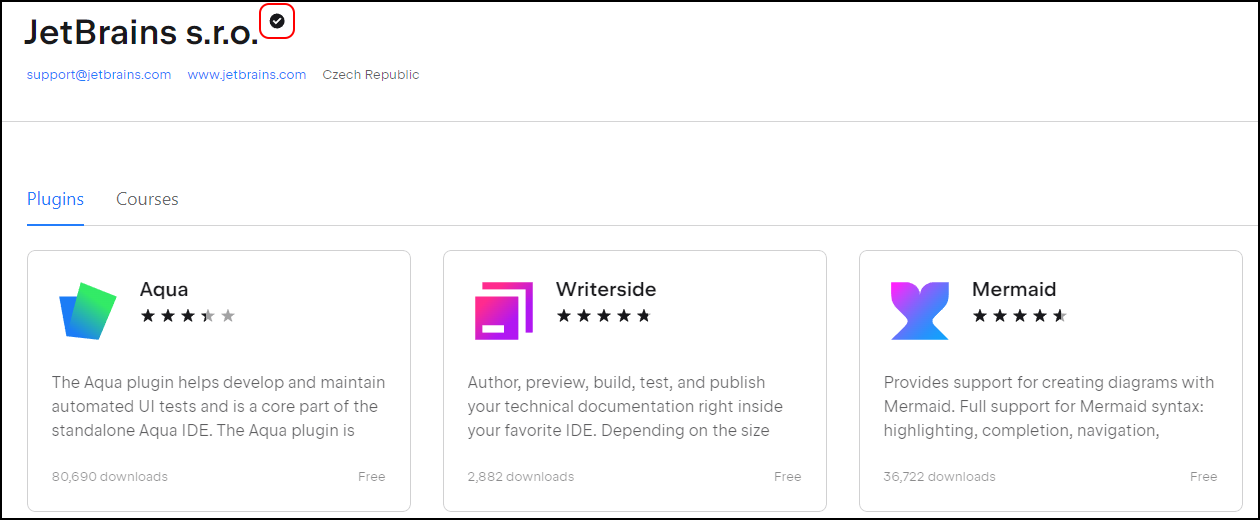 JetBrains s.r.o.
support@jetbrains.com www.jetbrains.com Czech Republic
Plugins Courses
Aqua
The Aqua plugin helps develop and maintain
automated UI tests and is a core part of the
standalone Aqua IDE. The Aqua plugin is
80,690 downloads Free
Writerside
Author, preview, build, test, and publish
your technical documentation right inside
your favorite IDE. Depending on the size
2,882 downloads Free
Mermaid
Provides support for creating diagrams with
Mermaid. Full support for Mermaid syntax:
highlighting, completion, navigation,
36,722 downloads Free